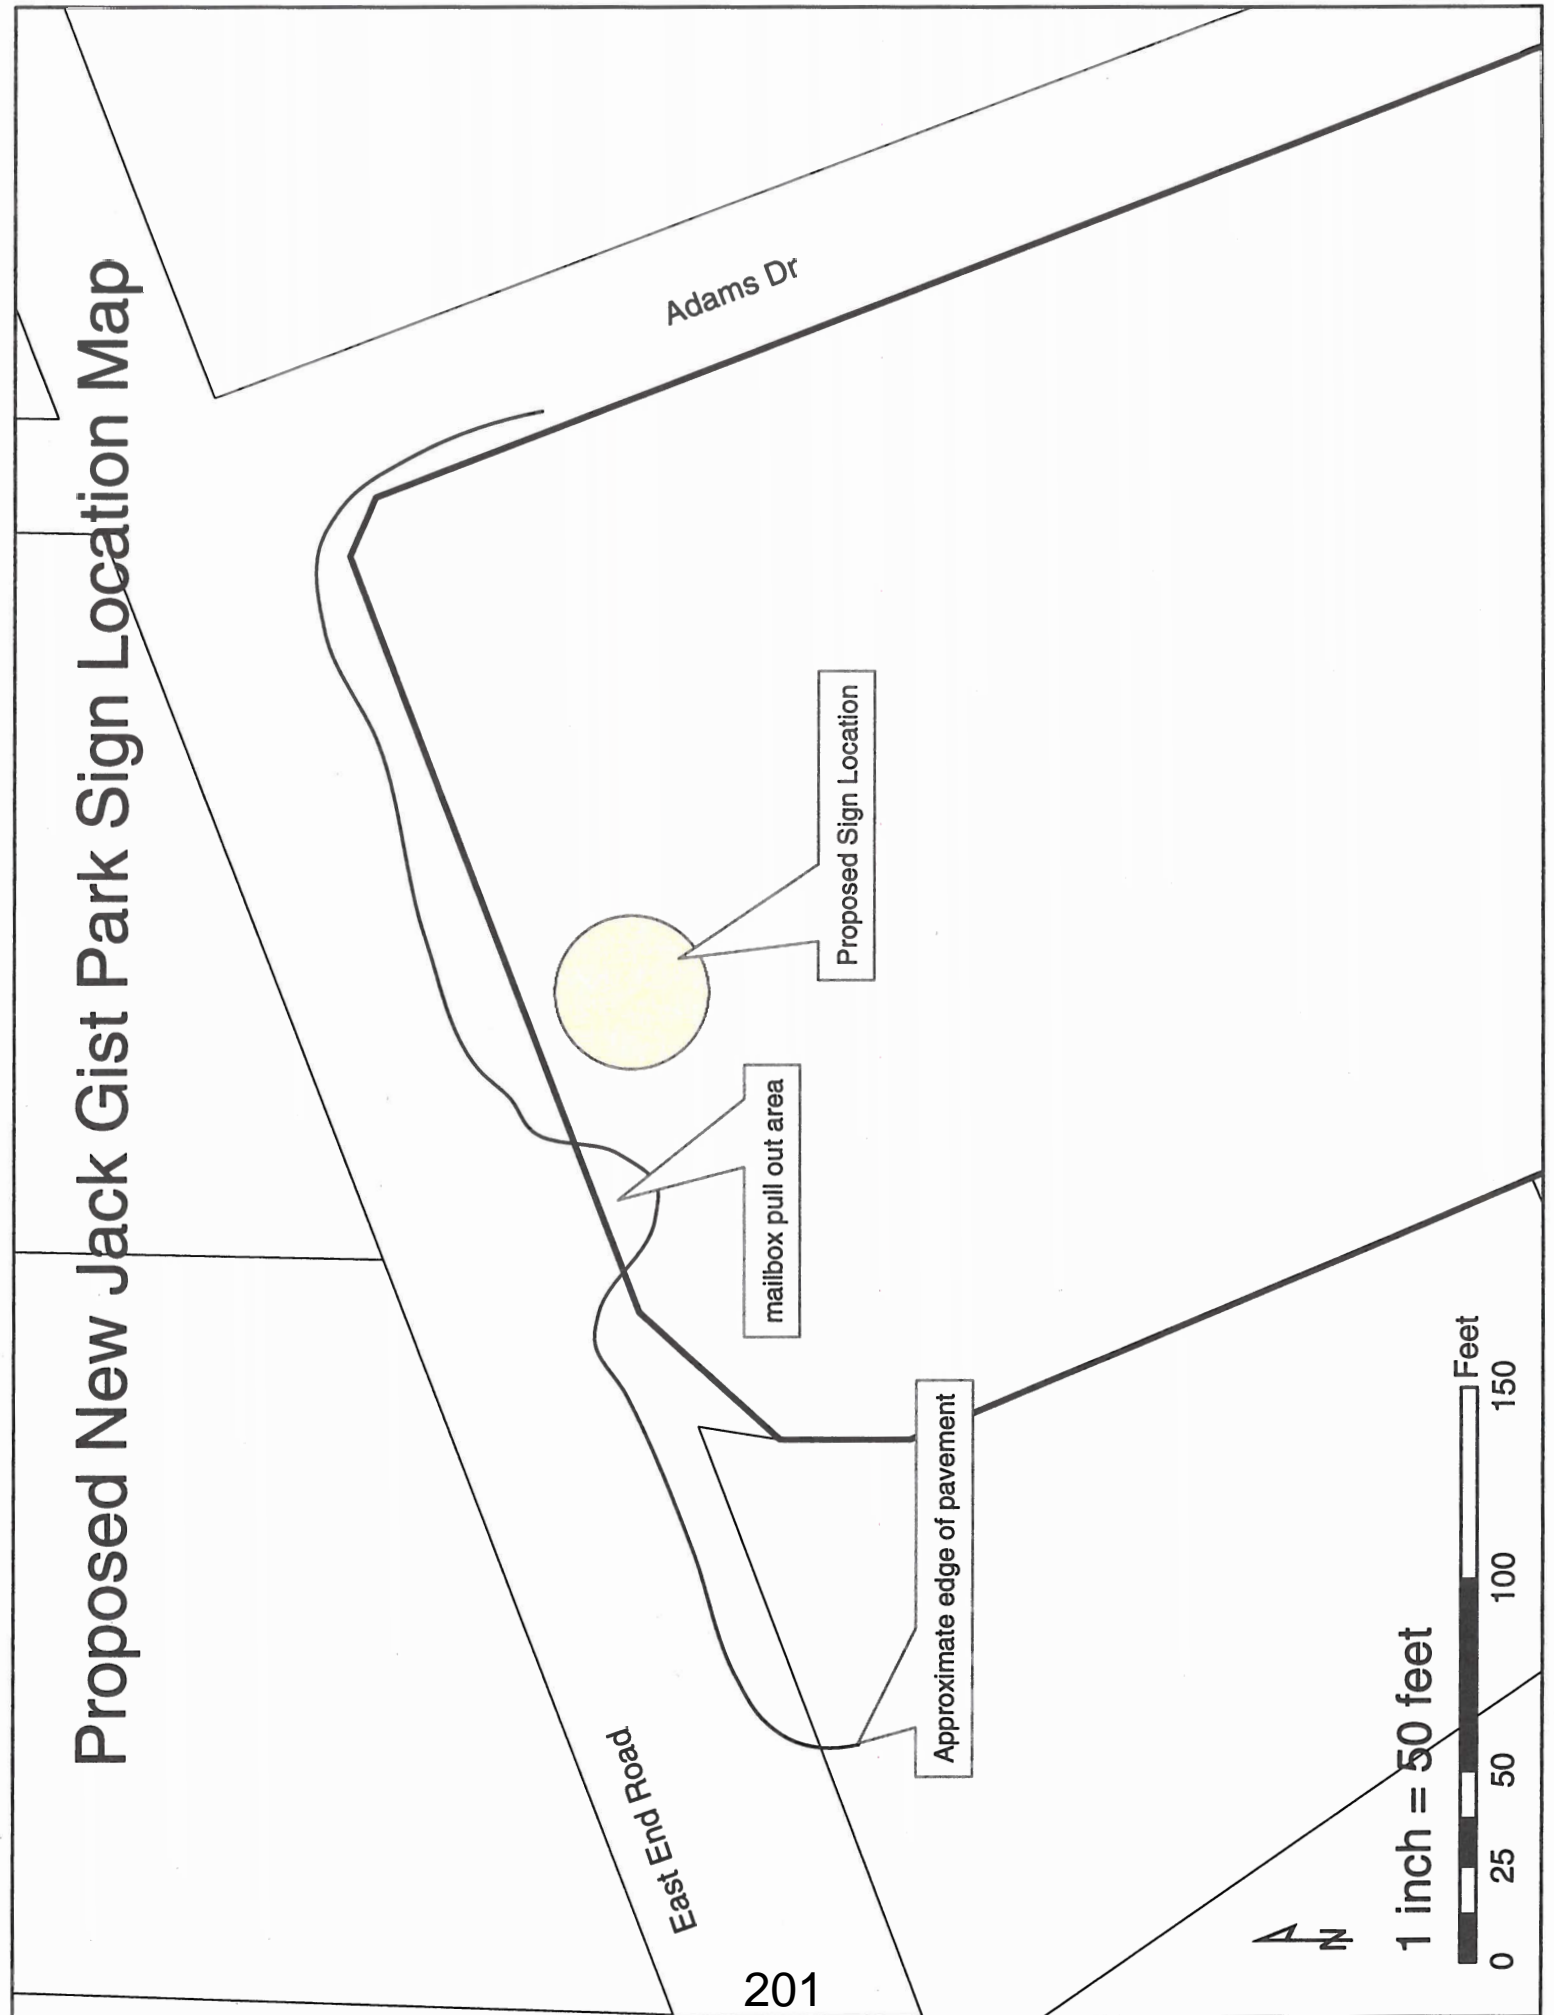 Proposed New Jack Gist Park Sign Location Map
Adams Dr
Proposed Sign Location
mailbox pull out area
Approximate edge of pavement
East End Road
N
1 inch = 50 feet
Feet
0 25 50 100 150
201